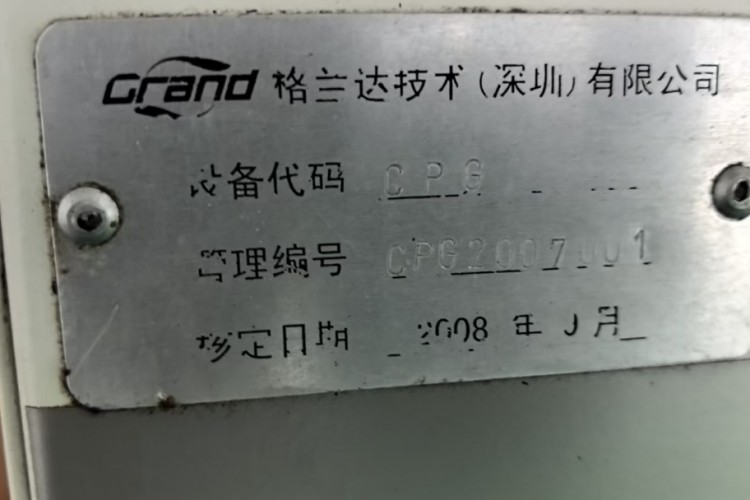 Grand 格兰达技术(深圳)有限公司
设备代码 CPG
管理编号 CPG2007001
定日期 2008 年 月